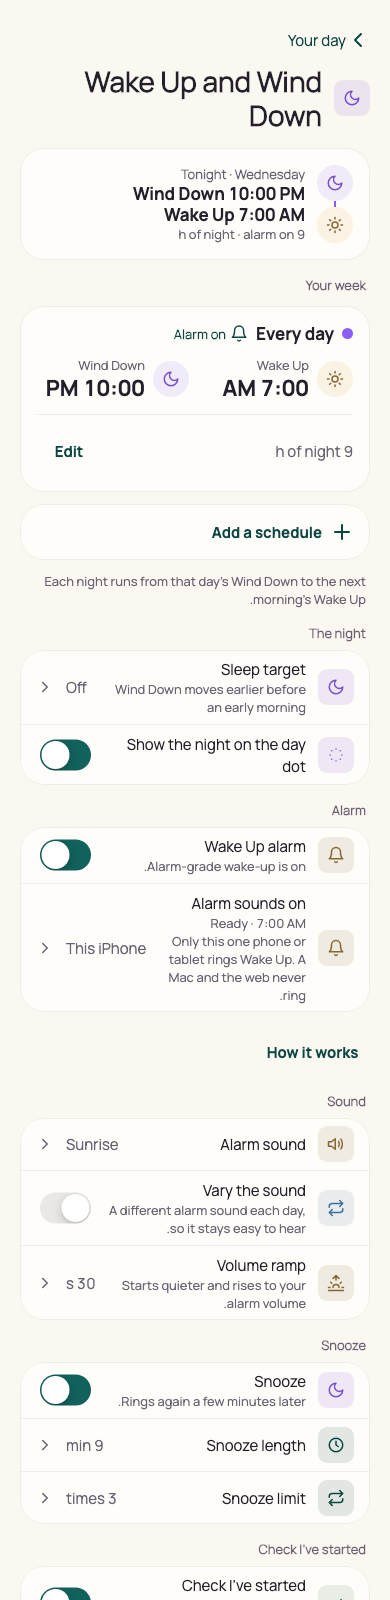 Your day
Wake Up and Wind
Down
Tonight · Wednesday
Wind Down 10:00 PM
Wake Up 7:00 AM
h of night · alarm on 9
Your week
Every day
Alarm on
Wake Up
AM 7:00
Wind Down
PM 10:00
h of night 9
Edit
Add a schedule
Each night runs from that day's Wind Down to the next
.morning's Wake Up
The night
Sleep target
Wind Down moves earlier before
an early morning
Off
Show the night on the day
dot
Alarm
Wake Up alarm
.Alarm-grade wake-up is on
Alarm sounds on
Ready · 7:00 AM
Only this one phone or
tablet rings Wake Up. A
Mac and the web never
.ring
This iPhone
How it works
Sound
Alarm sound
Sunrise
Vary the sound
A different alarm sound each day,
.so it stays easy to hear
Volume ramp
Starts quieter and rises to your
.alarm volume
s 30
Snooze
Snooze
.Rings again a few minutes later
Snooze length
min 9
Snooze limit
times 3
Check I've started
Check I've started